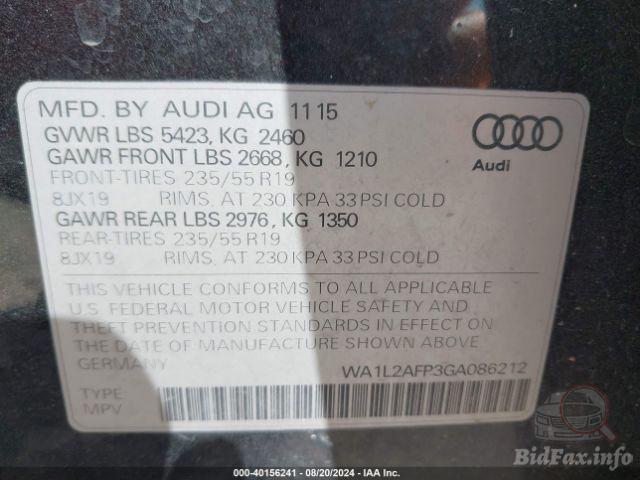 MFD. BY AUDI AG 11 15
GVWR LBS 5423, KG 2460
GAWR FRONT LBS 2668, KG 1210
FRONT-TIRES 235/55 R19
8JX19 RIMS. AT 230 KPA 33 PSI COLD
GAWR REAR LBS 2976, KG 1350
REAR-TIRES 235/55 R19
8JX19 RIMS. AT 230 KPA 33 PSI COLD
Audi
THIS VEHICLE CONFORMS TO ALL APPLICABLE
U.S. FEDERAL MOTOR VEHICLE SAFETY AND
THEFT PREVENTION STANDARDS IN EFFECT ON
THE DATE OF MANUFACTURE SHOWN ABOVE
GERMANY
WA1L2AFP3GA086212
TYPE
MPV
BidFax.info
000-40156241 - 08/20/2024 - IAA Inc.